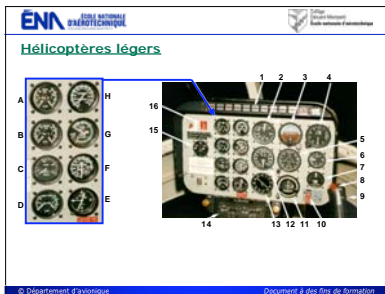 ÉNA ÉCOLE NATIONALE
D'AÉROTECHNIQUE
Collège
Édouard-Montpetit
École nationale d'aérotechnique
Hélicoptères légers
1 2 3 4
A H
B G
C F
D E
16
15
5
6
7
8
9
14 13 12 11 10
© Département d'avionique Document à des fins de formation